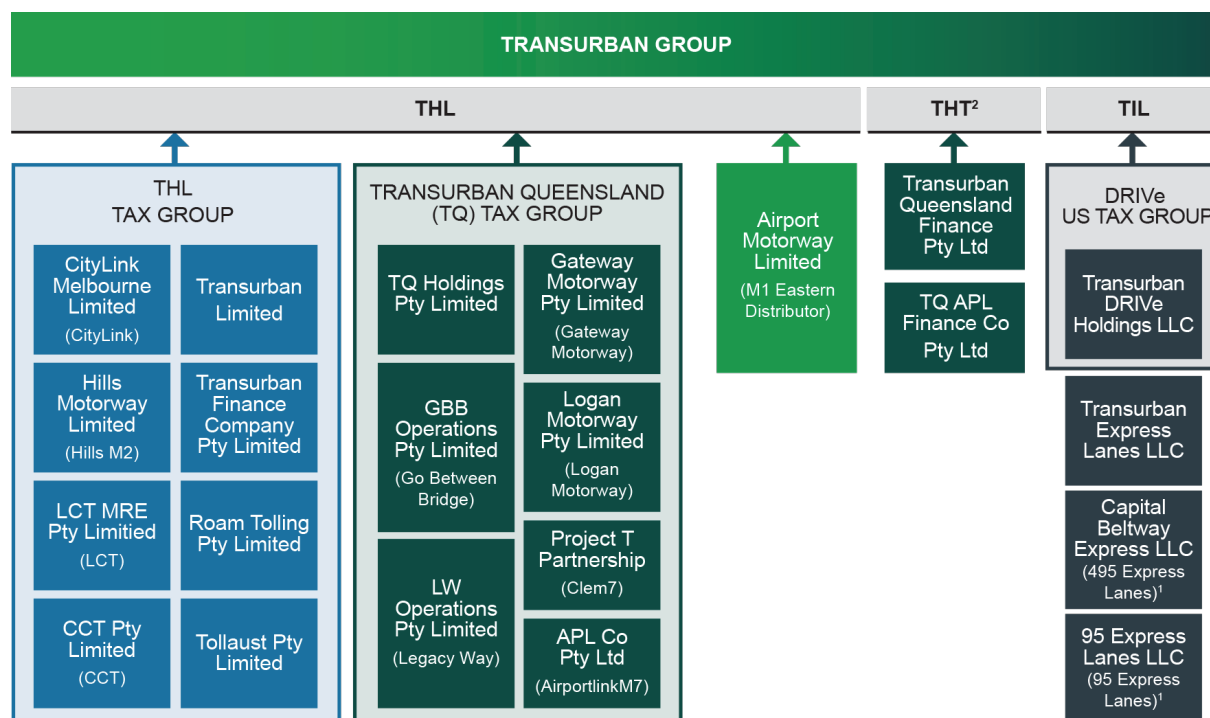 TRANSURBAN GROUP
THL
THT²
TIL
THL
TAX GROUP
CityLink
Melbourne
Limited
(CityLink)
Transurban
Limited
Hills
Motorway
Limited
(Hills M2)
Transurban
Finance
Company
Pty Limited
LCT MRE
Pty Limitied
(LCT)
Roam Tolling
Pty Limited
CCT Pty
Limited
(CCT)
Tollaust Pty
Limited
TRANSURBAN QUEENSLAND
(TQ) TAX GROUP
TQ Holdings
Pty Limited
GBB
Operations
Pty Limited
(Go Between
Bridge)
LW
Operations
Pty Limited
(Legacy Way)
Gateway
Motorway
Pty Limited
(Gateway
Motorway)
Logan
Motorway
Pty Limited
(Logan
Motorway)
Project T
Partnership
(Clem7)
APL Co
Pty Ltd
(AirportlinkM7)
Airport
Motorway
Limited
(M1 Eastern
Distributor)
Transurban
Queensland
Finance
Pty Ltd
TQ APL
Finance Co
Pty Ltd
DRIVe
US TAX GROUP
Transurban
DRIVe
Holdings LLC
Transurban
Express
Lanes LLC
Capital
Beltway
Express LLC
(495 Express
Lanes)¹
95 Express
Lanes LLC
(95 Express
Lanes)¹